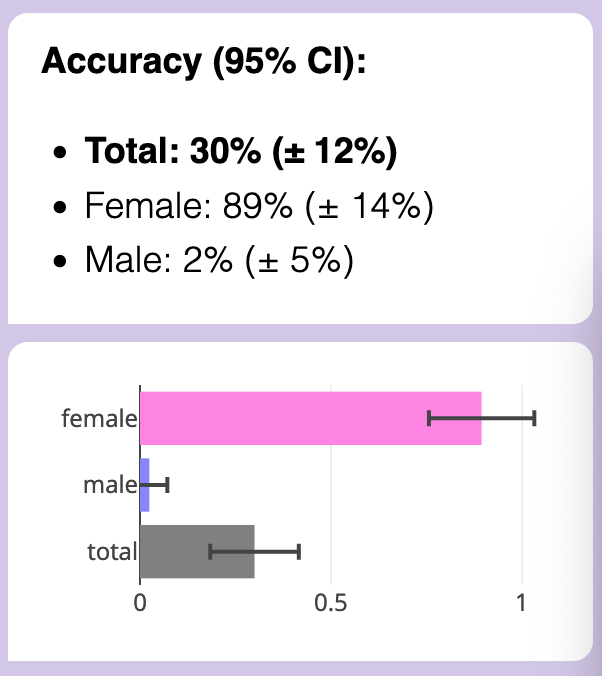 Accuracy (95% CI):
• Total: 30% (± 12%)
• Female: 89% (± 14%)
• Male: 2% (± 5%)
female
male
total
0 0.5 1